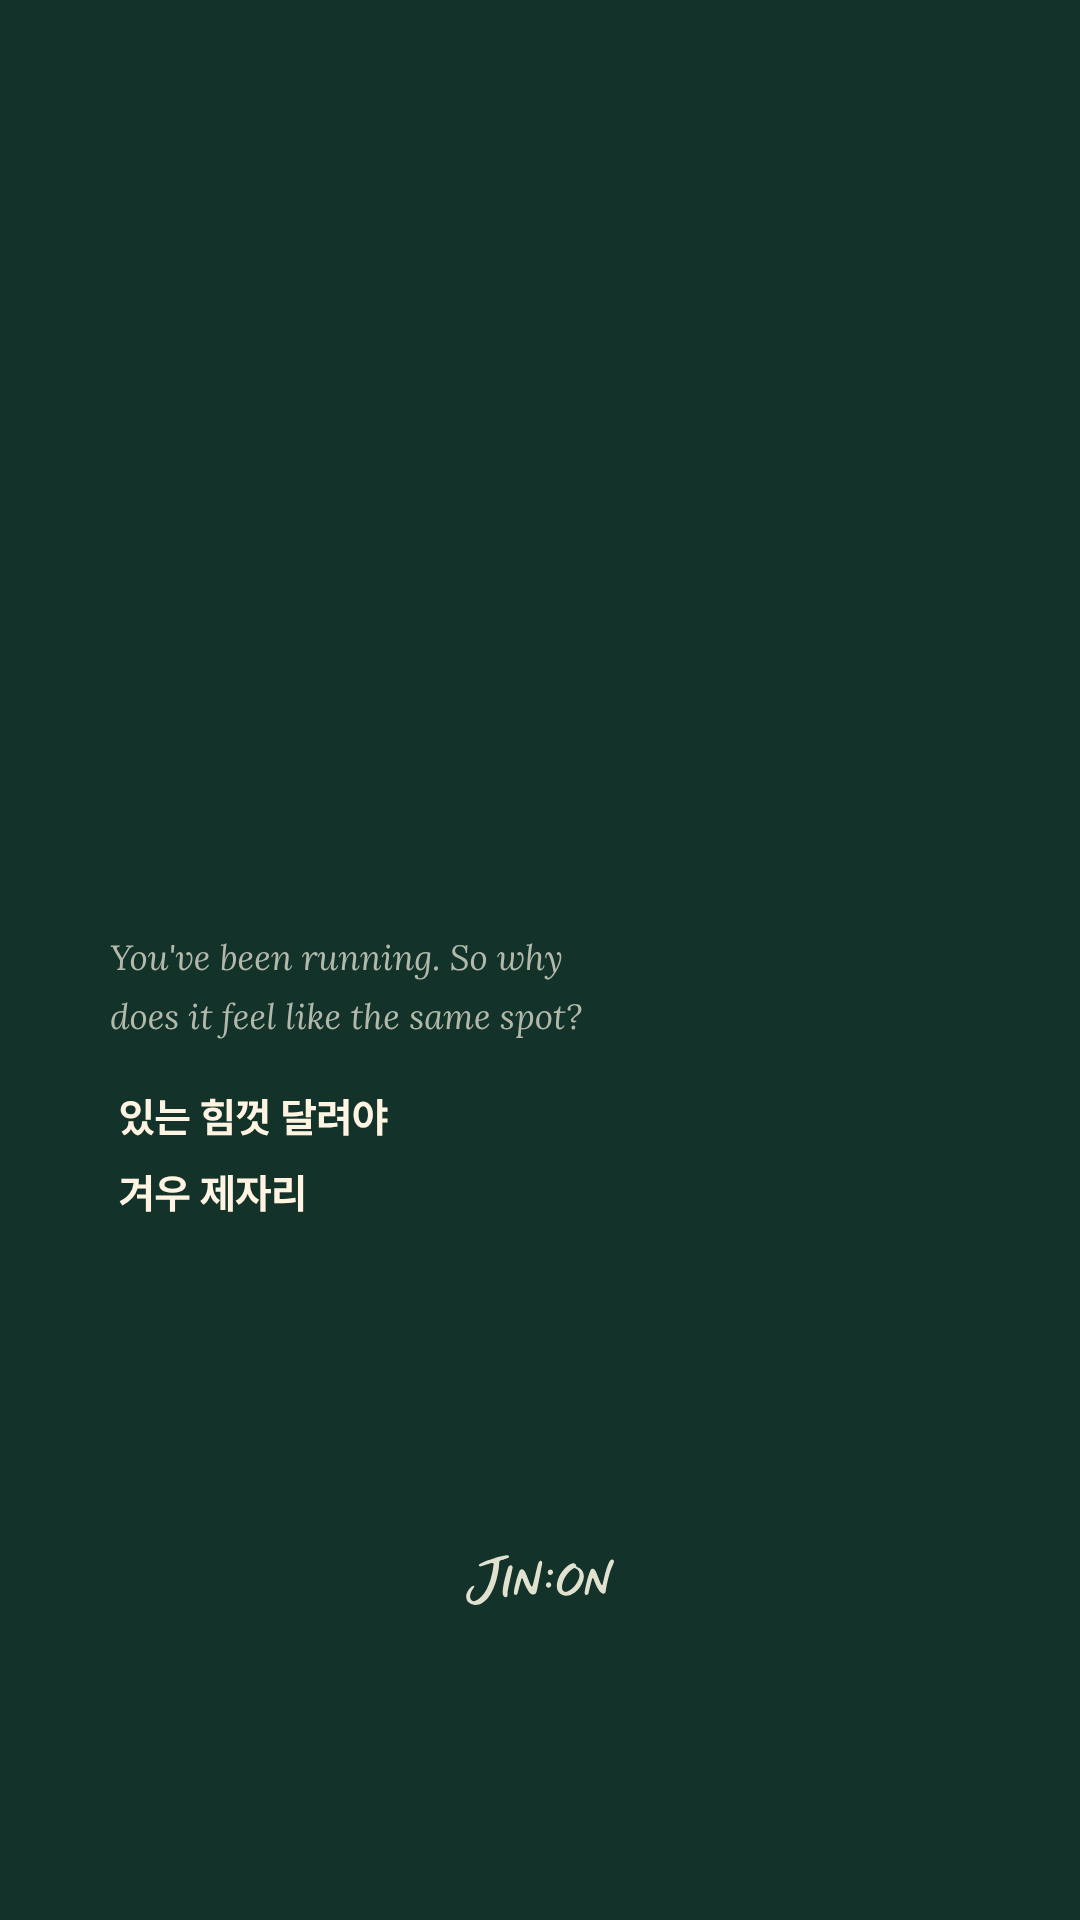 You've been running. So why
does it feel like the same spot?
있는 힘껏 달려야
겨우 제자리
JIN:ON